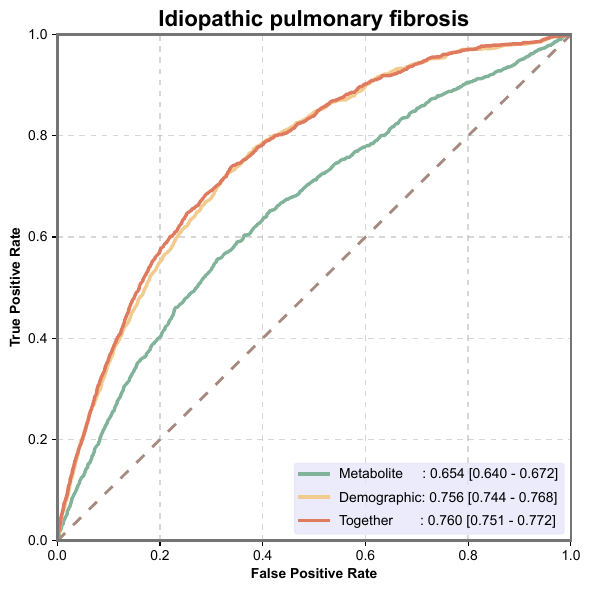 Idiopathic pulmonary fibrosis
True Positive Rate
1.0
0.8
0.6
0.4
0.2
0.0
Metabolite : 0.654 [0.640 - 0.672]
Demographic: 0.756 [0.744 - 0.768]
Together : 0.760 [0.751 - 0.772]
0.0 0.2 0.4 0.6 0.8 1.0
False Positive Rate